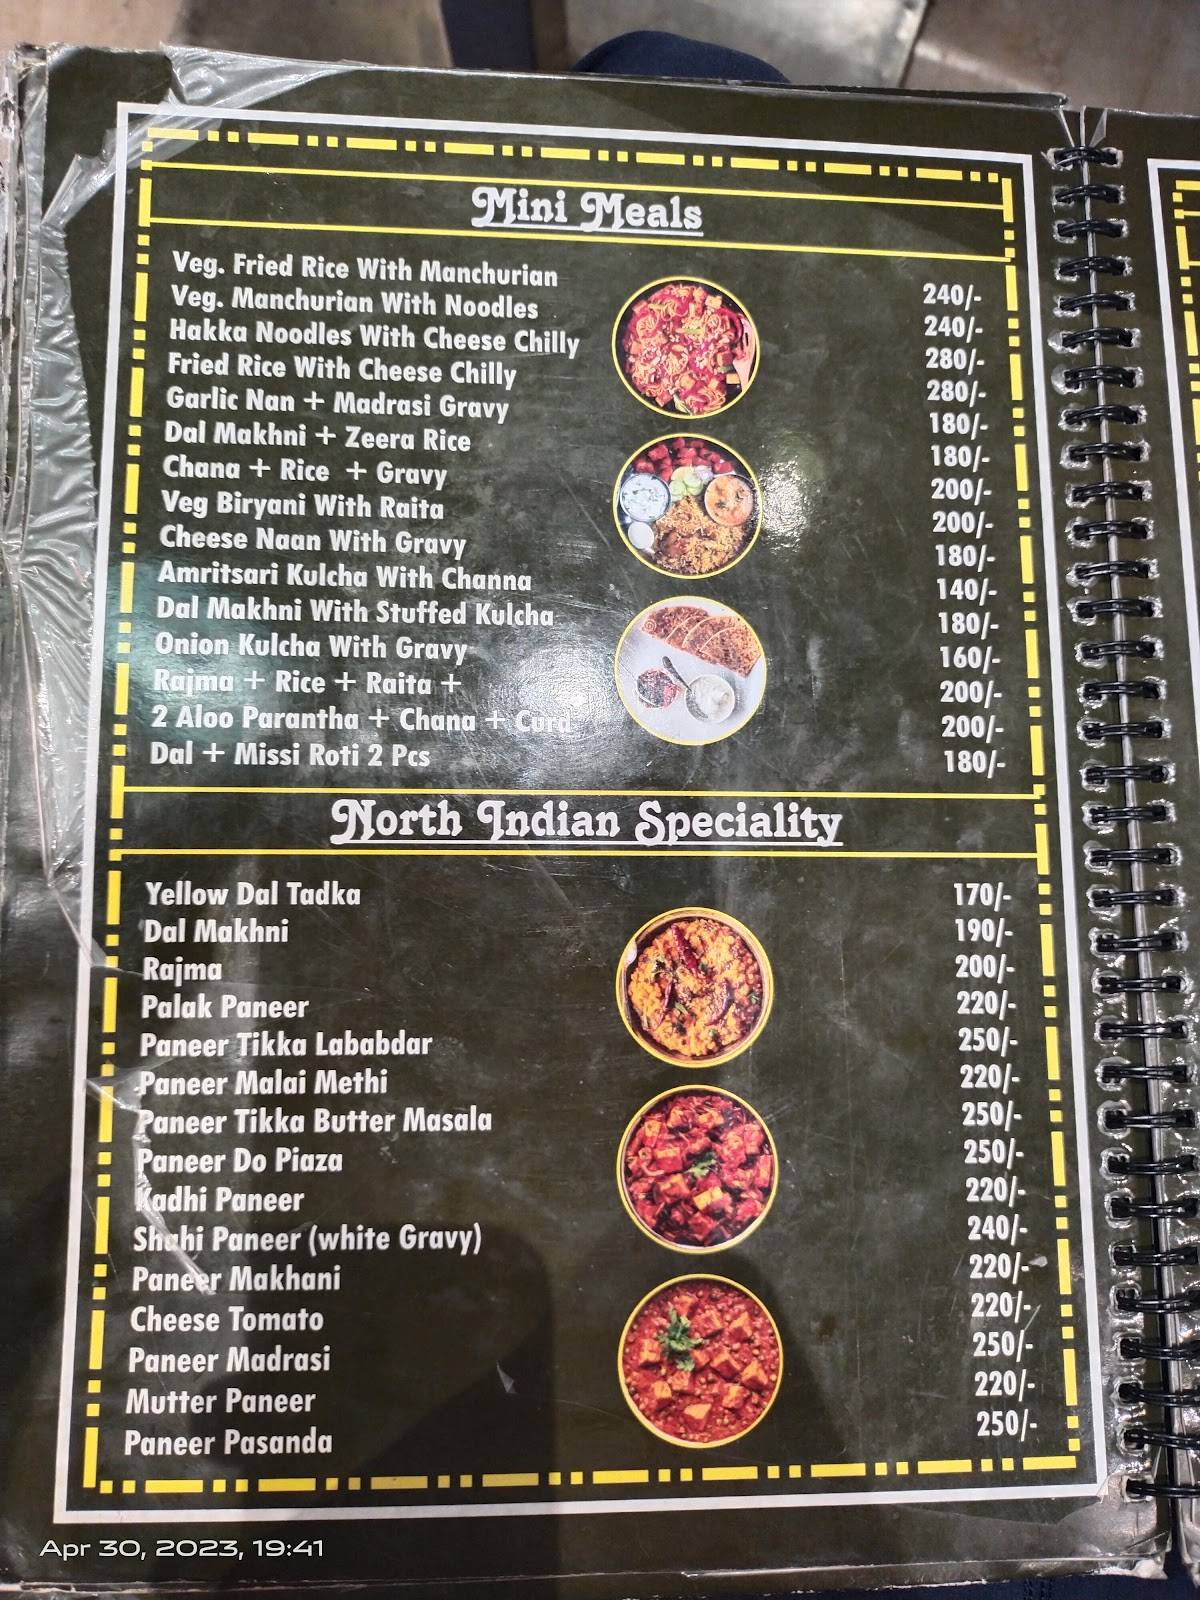 Mini Meals
Veg. Fried Rice With Manchurian 240/-
Veg. Manchurian With Noodles 240/-
Hakka Noodles With Cheese Chilly 280/-
Fried Rice With Cheese Chilly 280/-
Garlic Nan + Madrasi Gravy 180/-
Dal Makhni + Zeera Rice 180/-
Chana + Rice + Gravy 200/-
Veg Biryani With Raita 200/-
Cheese Naan With Gravy 180/-
Amritsari Kulcha With Channa 140/-
Dal Makhni With Stuffed Kulcha 180/-
Onion Kulcha With Gravy 160/-
Rajma + Rice + Raita + 200/-
2 Aloo Parantha + Chana + Curd 200/-
Dal + Missi Roti 2 Pcs 180/-
North Indian Speciality
Yellow Dal Tadka 170/-
Dal Makhni 190/-
Rajma 200/-
Palak Paneer 220/-
Paneer Tikka Lababdar 250/-
Paneer Malai Methi 220/-
Paneer Tikka Butter Masala 250/-
Paneer Do Piaza 250/-
Kadhi Paneer 220/-
Shahi Paneer (white Gravy) 240/-
Paneer Makhani 220/-
Cheese Tomato 220/-
Paneer Madrasi 250/-
Mutter Paneer 220/-
Paneer Pasanda 250/-
Apr 30, 2023, 19:41